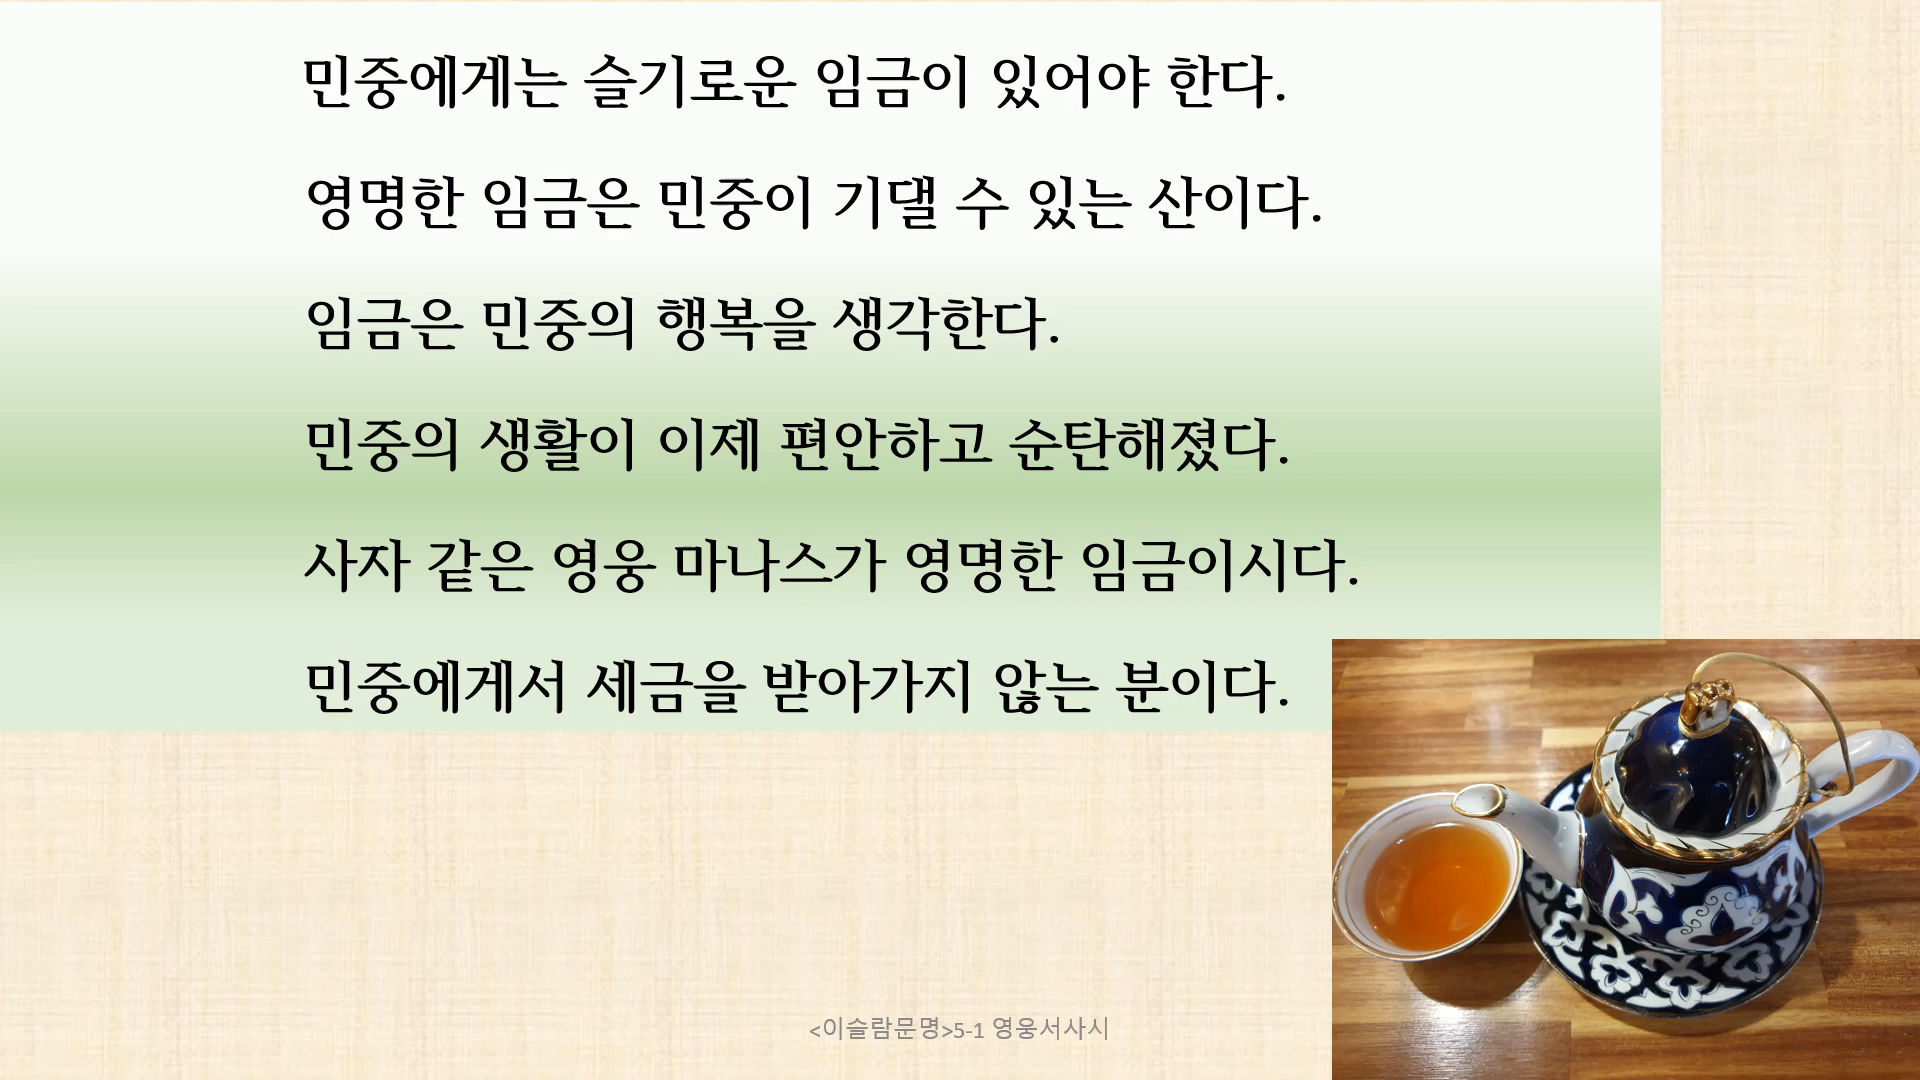 민중에게는 슬기로운 임금이 있어야 한다.
영명한 임금은 민중이 기댈 수 있는 산이다.
임금은 민중의 행복을 생각한다.
민중의 생활이 이제 편안하고 순탄해졌다.
사자 같은 영웅 마나스가 영명한 임금이시다.
민중에게서 세금을 받아가지 않는 분이다.
<이슬람문명>5-1 영웅서사시